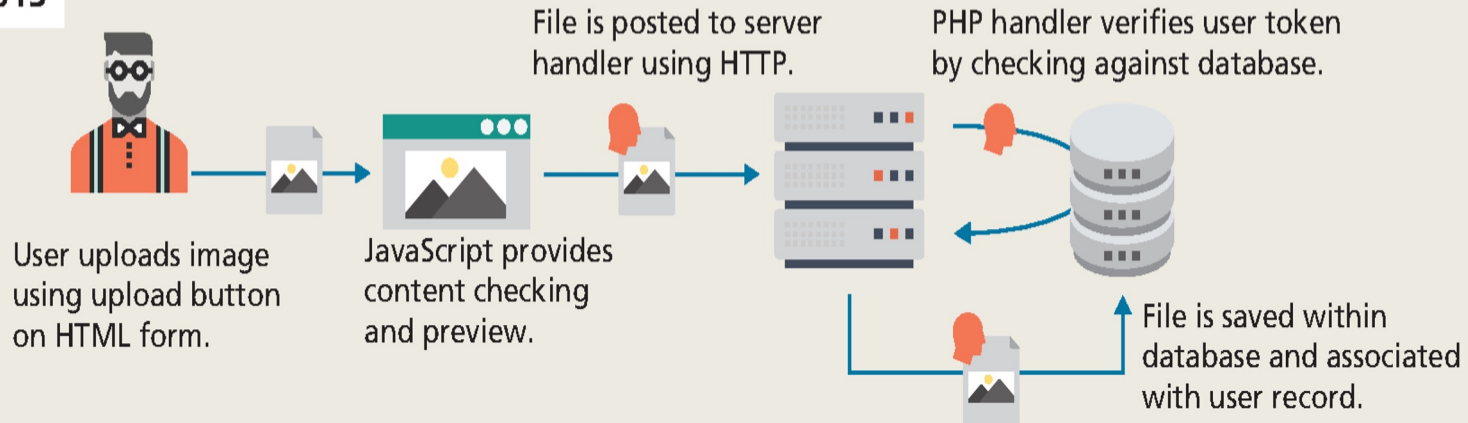 File is posted to server
handler using HTTP.
PHP handler verifies user token
by checking against database.
User uploads image
using upload button
on HTML form.
JavaScript provides
content checking
and preview.
File is saved within
database and associated
with user record.